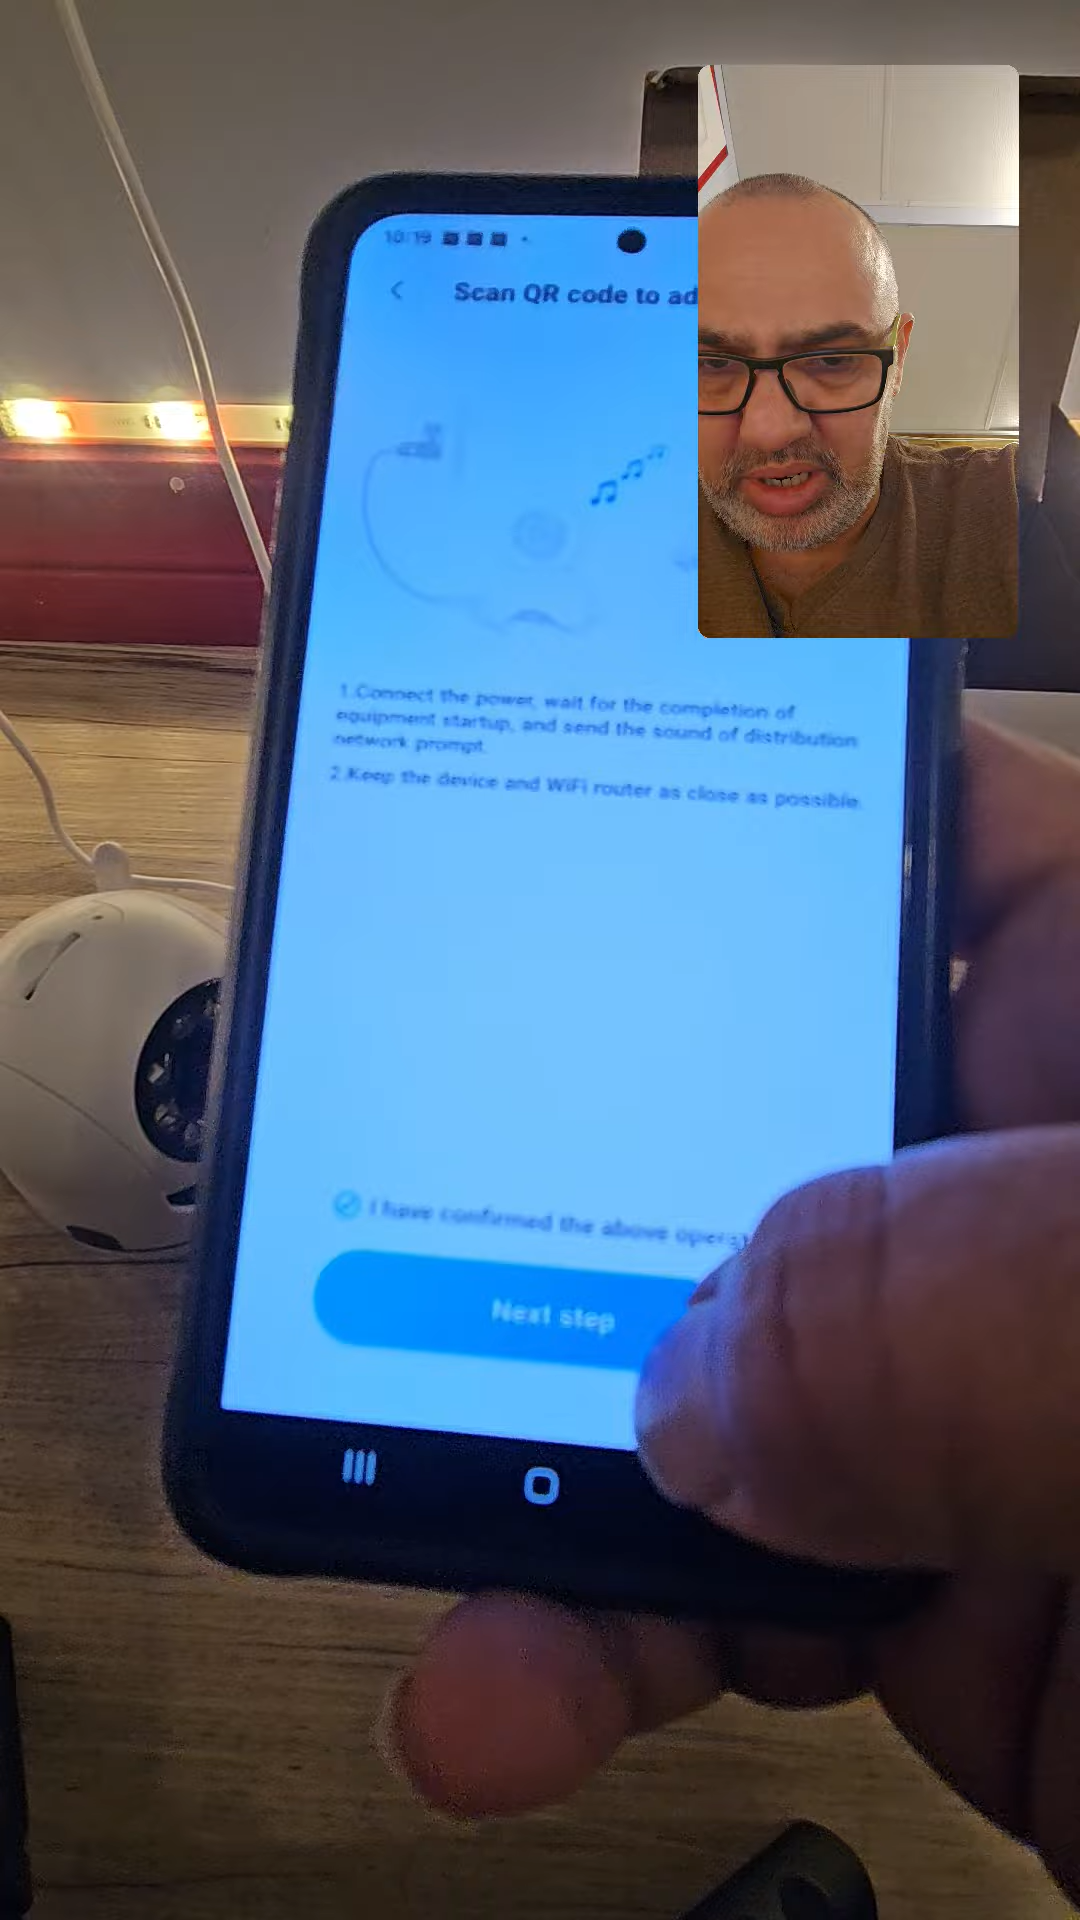 10:19
Scan QR code to ad
1.Connect the power, wait for the completion of
equipment startup, and send the sound of distribution
network prompt.
2.Keep the device and WiFi router as close as possible.
I have confirmed the above operat
Next step